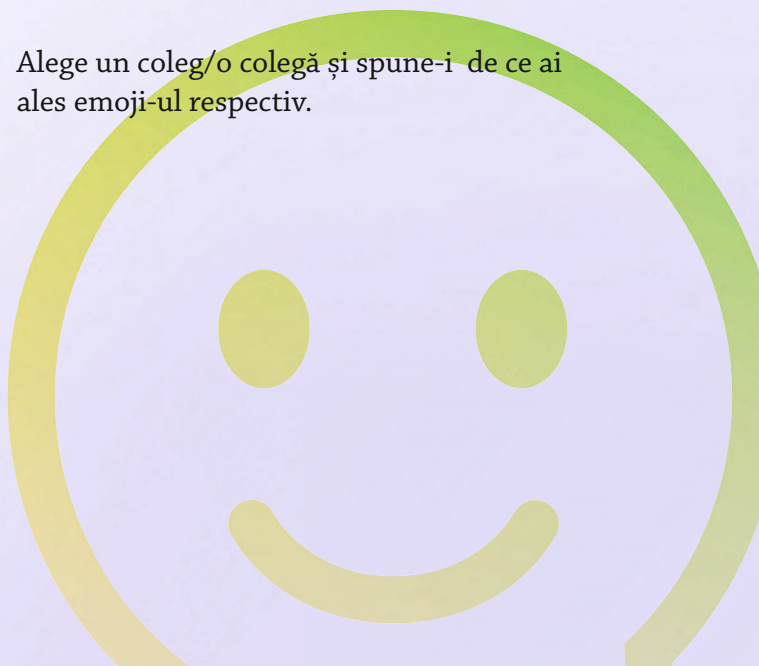 Alege un coleg/o colegă și spune-i  de ce ai
ales emoji-ul respectiv.